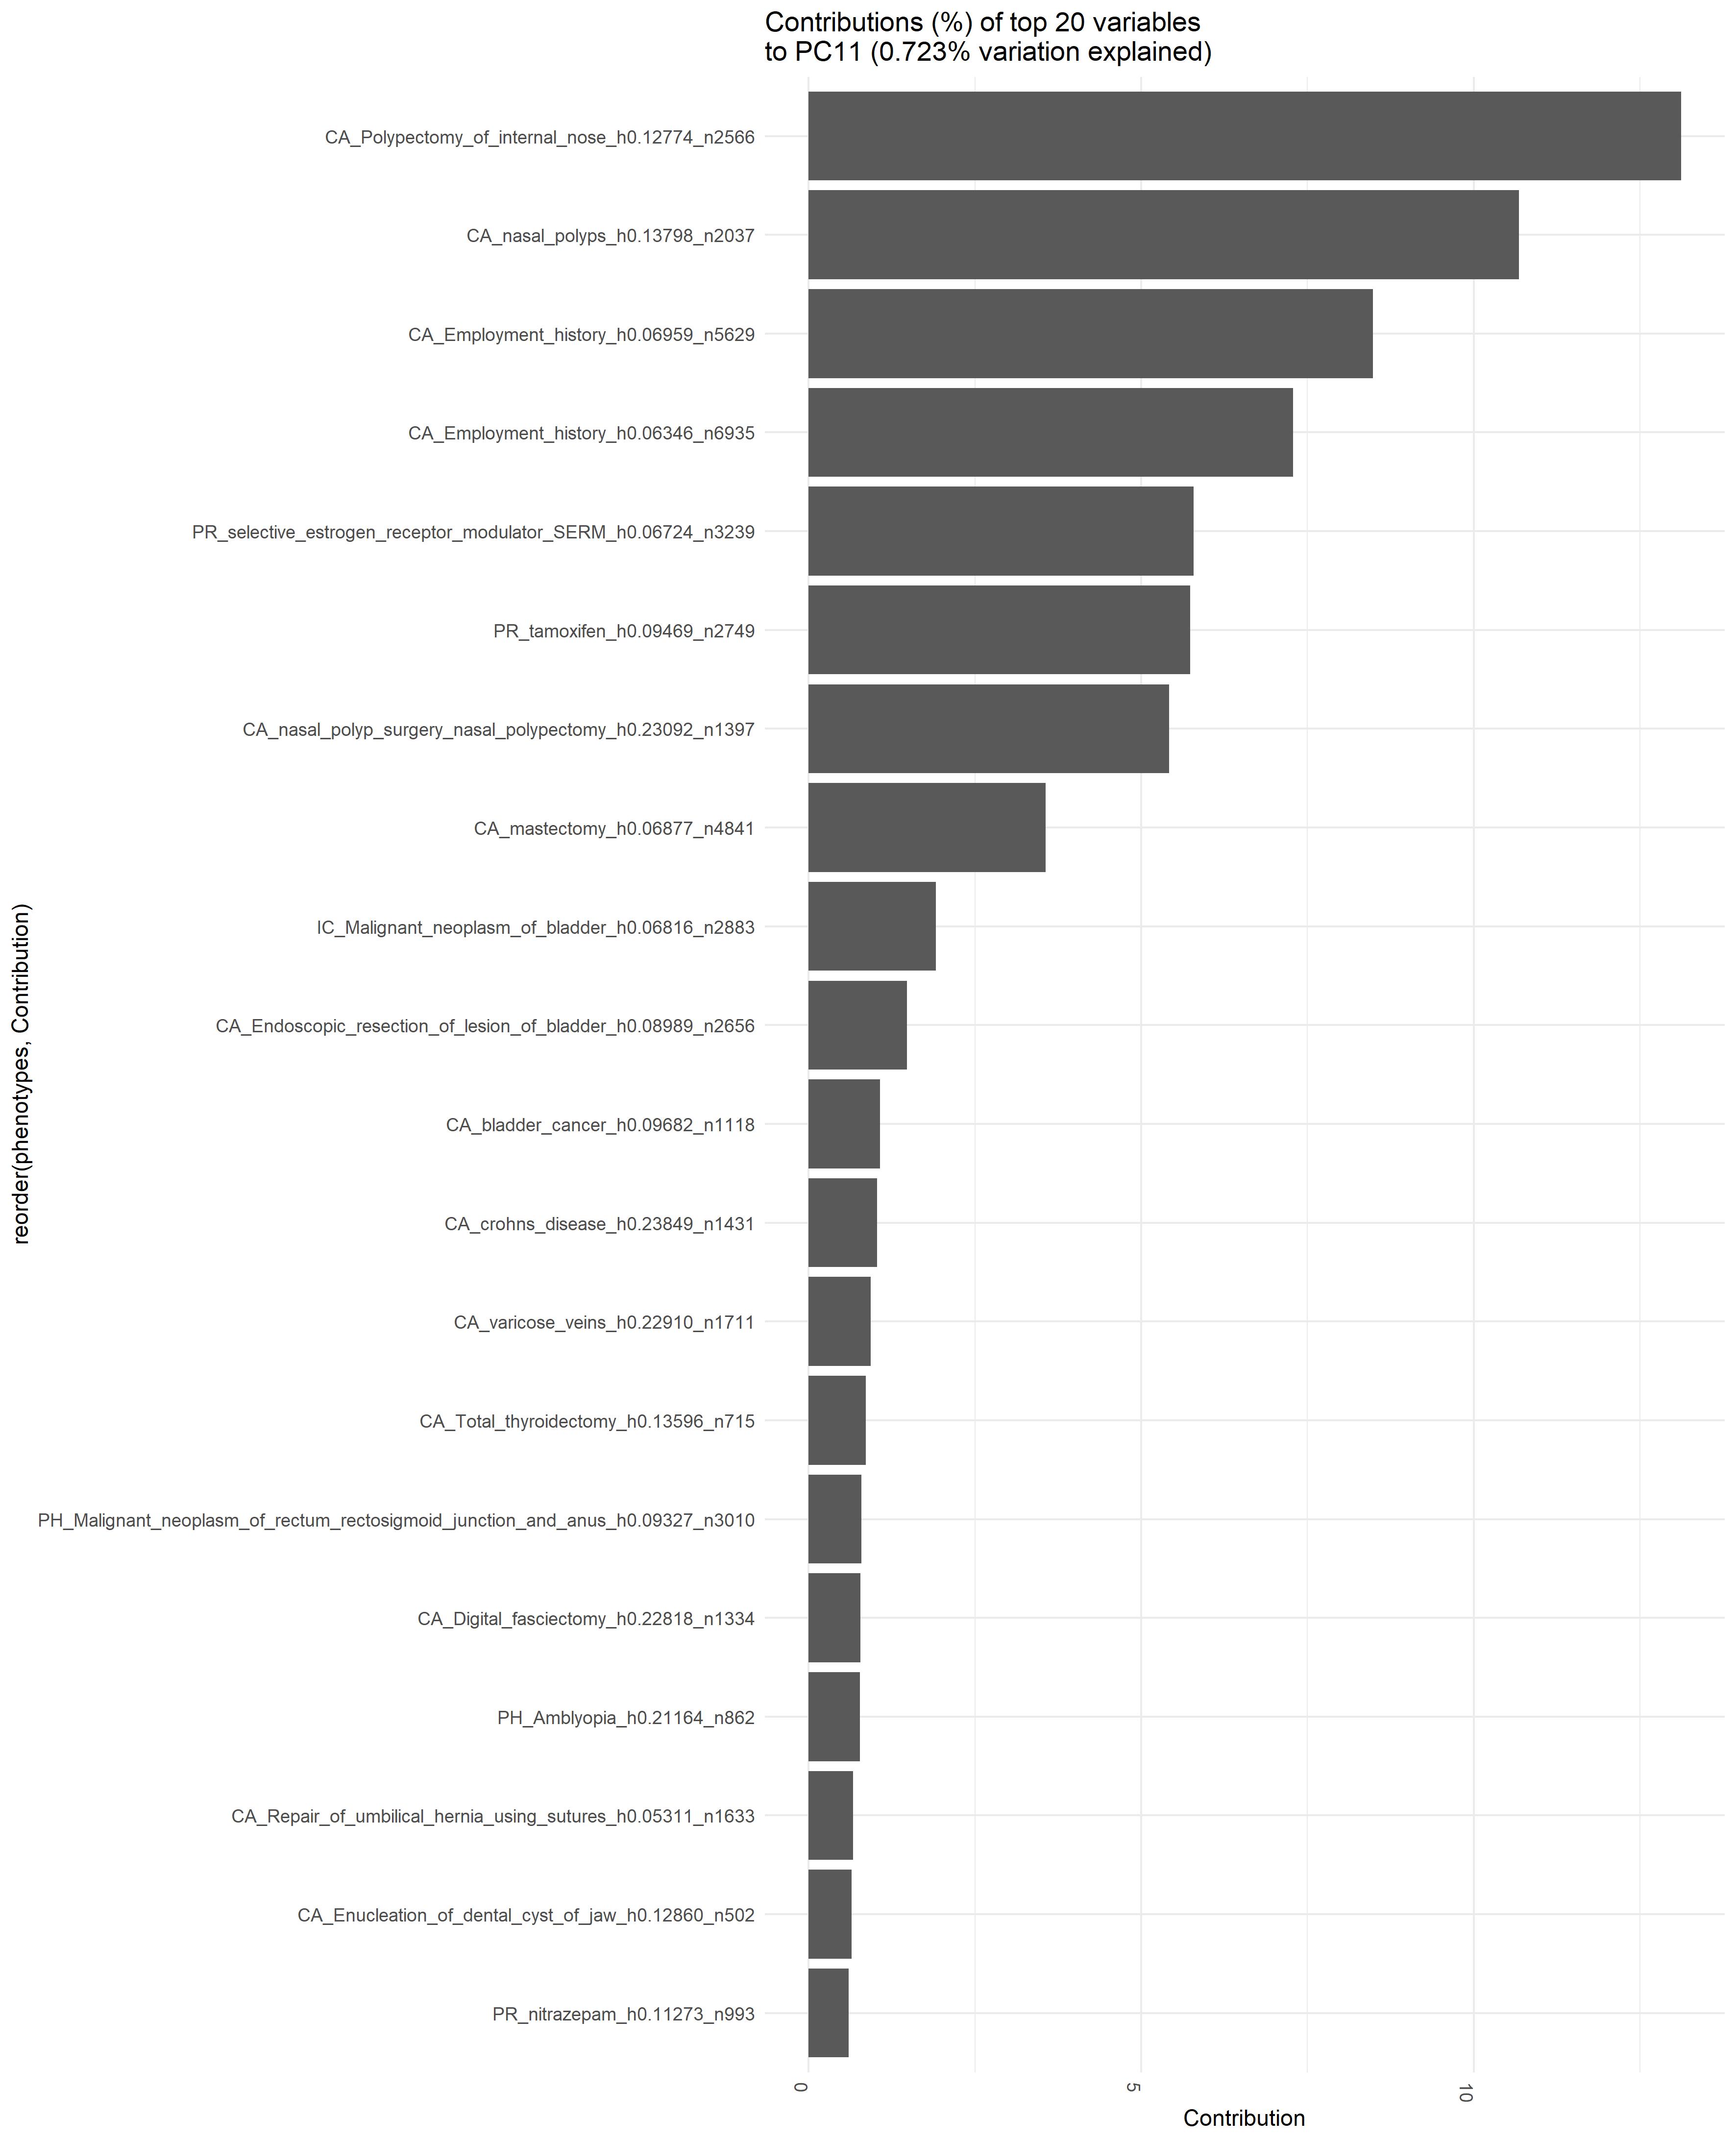 Contributions (%) of top 20 variables
to PC11 (0.723% variation explained)
CA_Polypectomy_of_internal_nose_h0.12774_n2566
CA_nasal_polyps_h0.13798_n2037
CA_Employment_history_h0.06959_n5629
CA_Employment_history_h0.06346_n6935
PR_selective_estrogen_receptor_modulator_SERM_h0.06724_n3239
PR_tamoxifen_h0.09469_n2749
CA_nasal_polyp_surgery_nasal_polypectomy_h0.23092_n1397
CA_mastectomy_h0.06877_n4841
IC_Malignant_neoplasm_of_bladder_h0.06816_n2883
CA_Endoscopic_resection_of_lesion_of_bladder_h0.08989_n2656
CA_bladder_cancer_h0.09682_n1118
CA_crohns_disease_h0.23849_n1431
CA_varicose_veins_h0.22910_n1711
CA_Total_thyroidectomy_h0.13596_n715
PH_Malignant_neoplasm_of_rectum_rectosigmoid_junction_and_anus_h0.09327_n3010
CA_Digital_fasciectomy_h0.22818_n1334
PH_Amblyopia_h0.21164_n862
CA_Repair_of_umbilical_hernia_using_sutures_h0.05311_n1633
CA_Enucleation_of_dental_cyst_of_jaw_h0.12860_n502
PR_nitrazepam_h0.11273_n993
reorder(phenotypes, Contribution)
0
5
10
Contribution